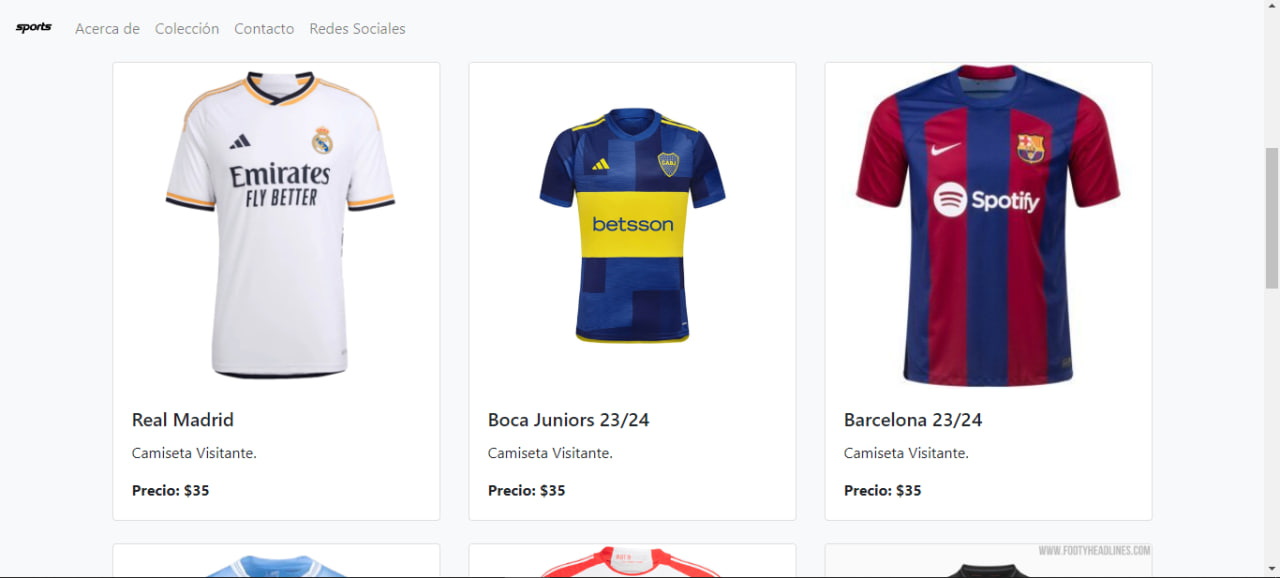 sports Acerca de Colección Contacto Redes Sociales
Emirates
FLY BETTER
CABJ
betsson
Spotify
Real Madrid
Camiseta Visitante.
Precio: $35
Boca Juniors 23/24
Camiseta Visitante.
Precio: $35
Barcelona 23/24
Camiseta Visitante.
Precio: $35
WWW.FOOTYHEADLINES.COM